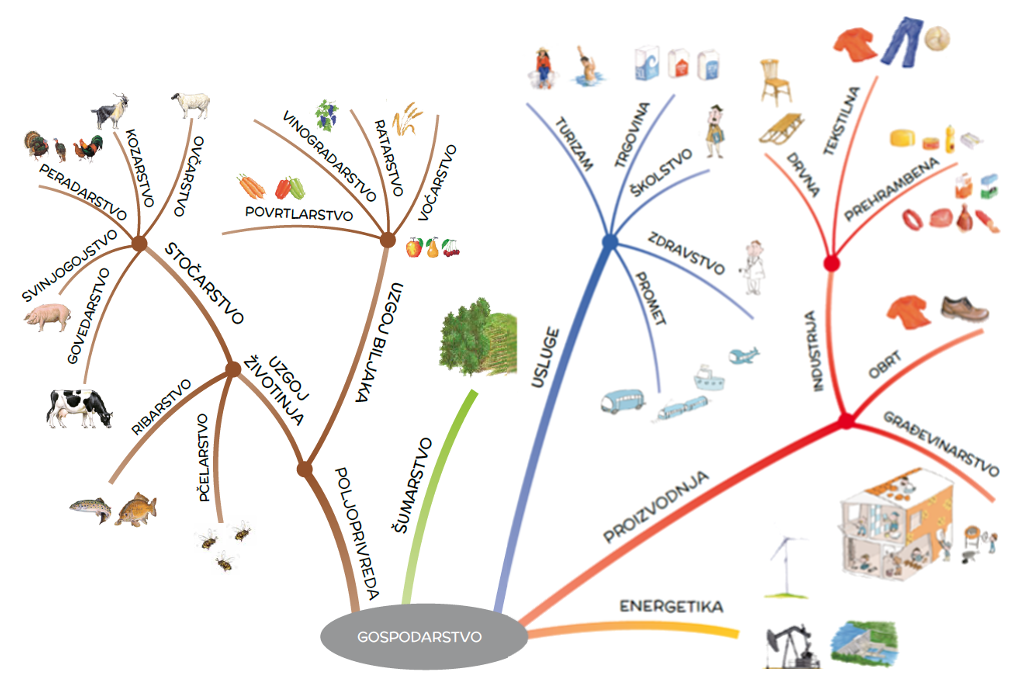 KOZARSTVO
OVČARSTVO
PERADARSTVO
SVINJOGOJSTVO
GOVEDARSTVO
STOČARSTVO
RIBARSTVO
PČELARSTVO
UZGOJ
ŽIVOTINJA
VINOGRADARSTVO
RATARSTVO
VOĆARSTVO
POVRTLARSTVO
UZGOJ BILJAKA
POLJOPRIVREDA
ŠUMARSTVO
TURIZAM
TRGOVINA
ŠKOLSTVO
ZDRAVSTVO
PROMET
USLUGE
DRVNA
TEKSTILNA
PREHRAMBENA
INDUSTRIJA
OBRT
GRAĐEVINARSTVO
PROIZVODNJA
ENERGETIKA
GOSPODARSTVO